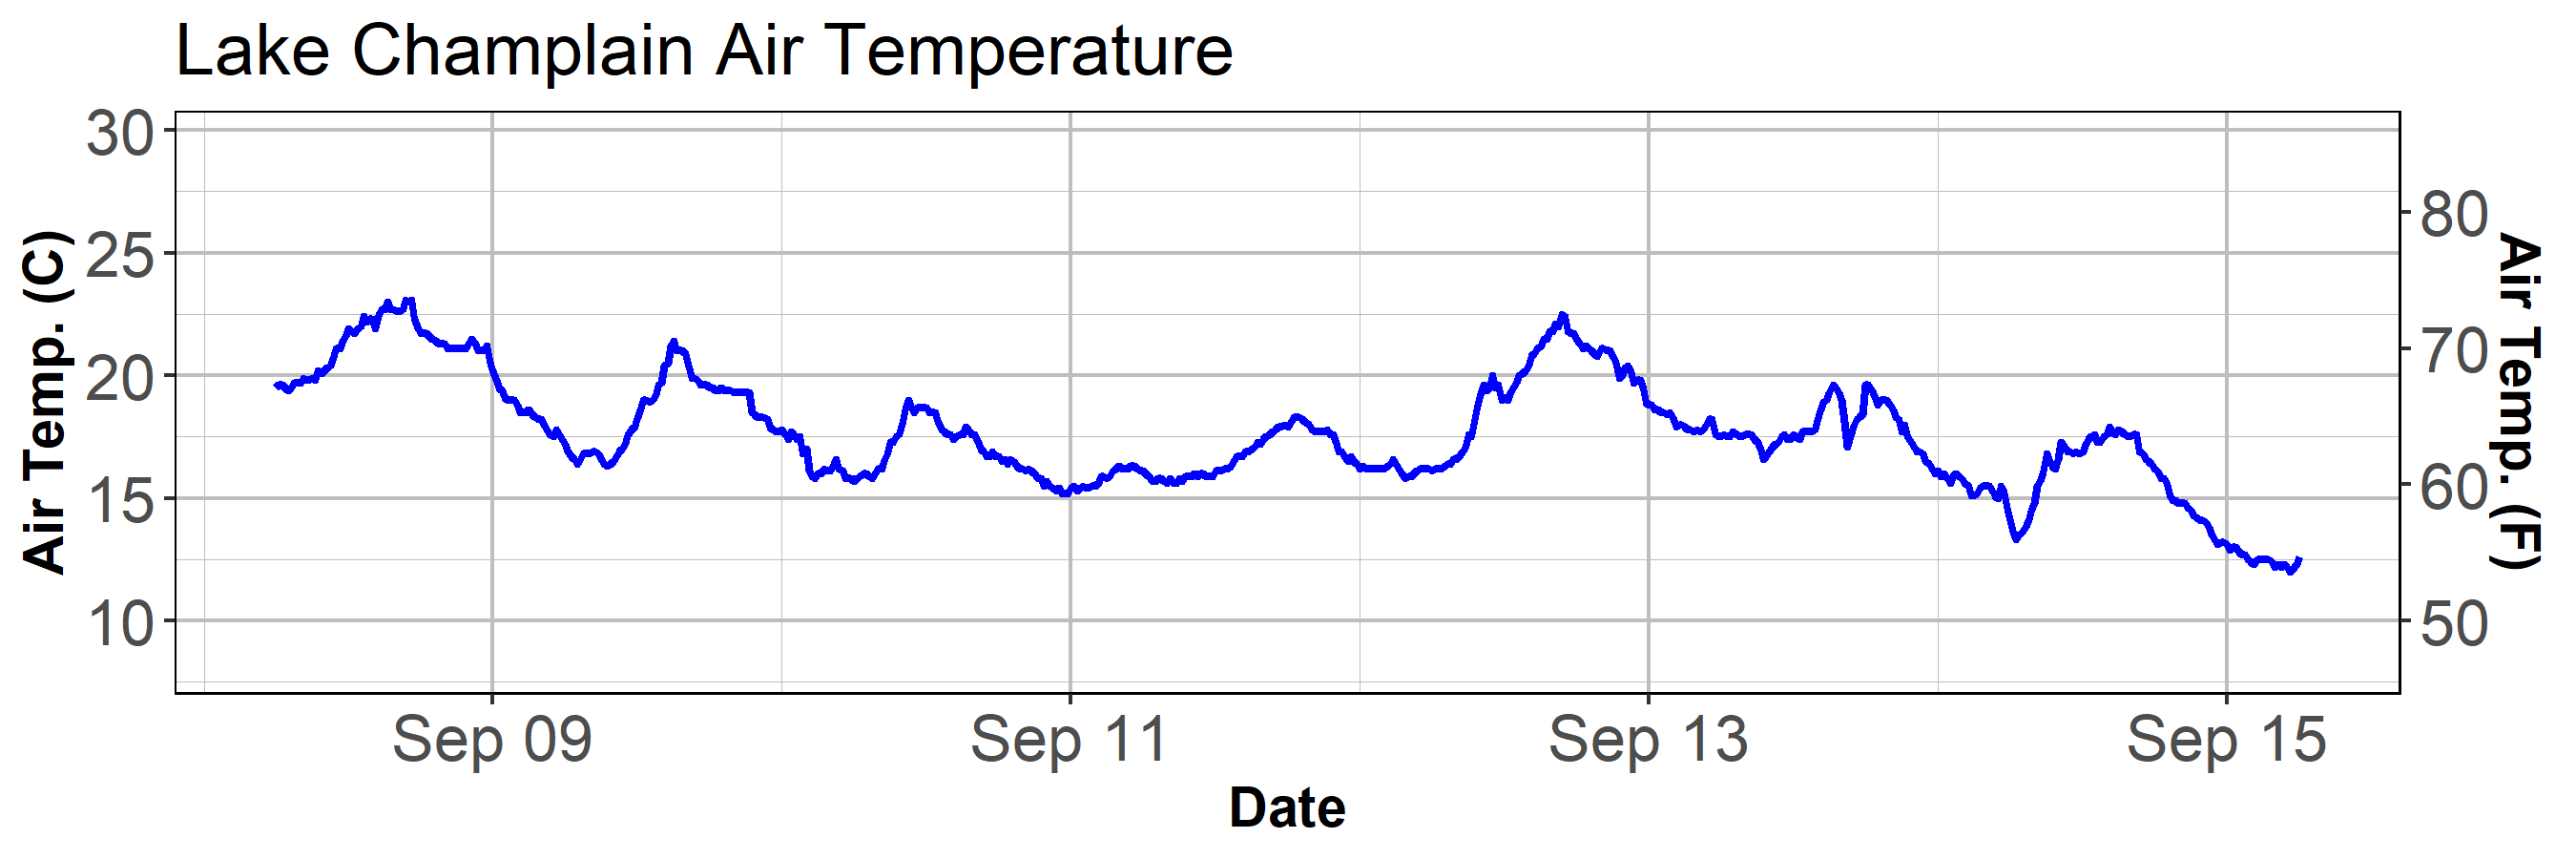 Lake Champlain Air Temperature
30
25
20
15
10
Air Temp. (C)
80
70
60
50
Air Temp. (F)
Sep 09
Sep 11
Sep 13
Sep 15
Date